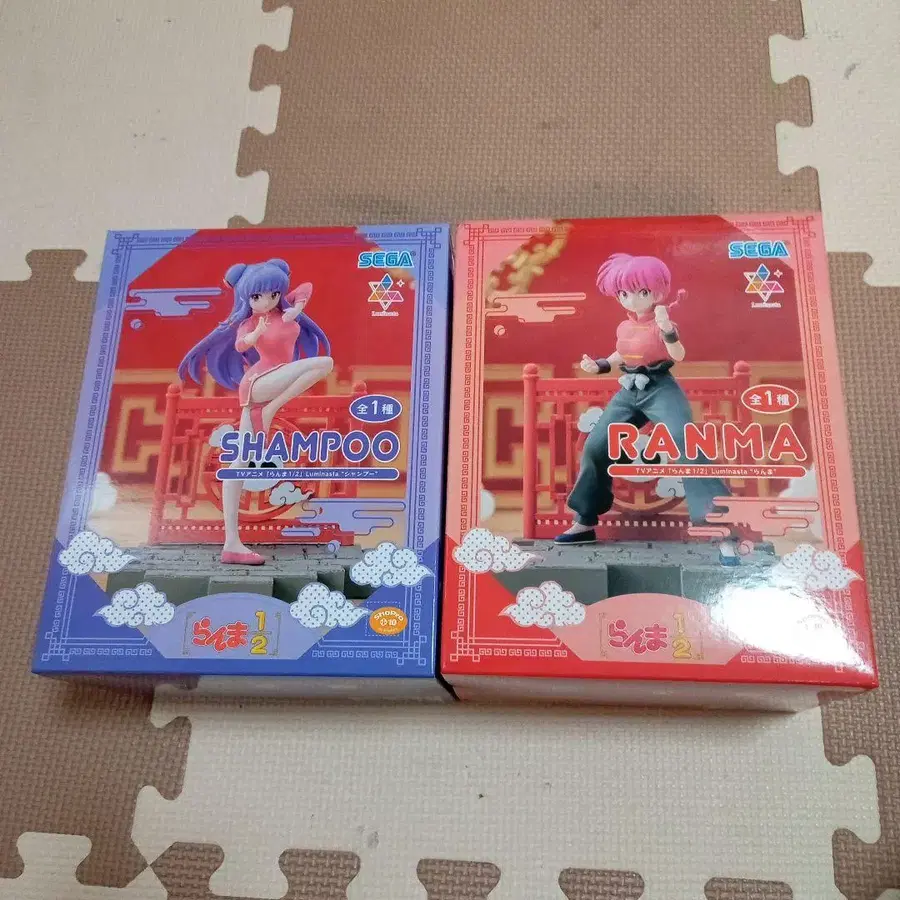 SEGA
Luminasta
全1種
SHAMPOO
TVアニメ「らんま1/2」Luminasta "シャンプー"
らんま1/2
ShoPro
SEGA
Luminasta
全1種
RANMA
TVアニメ「らんま1/2」Luminasta "らんま"
らんま1/2